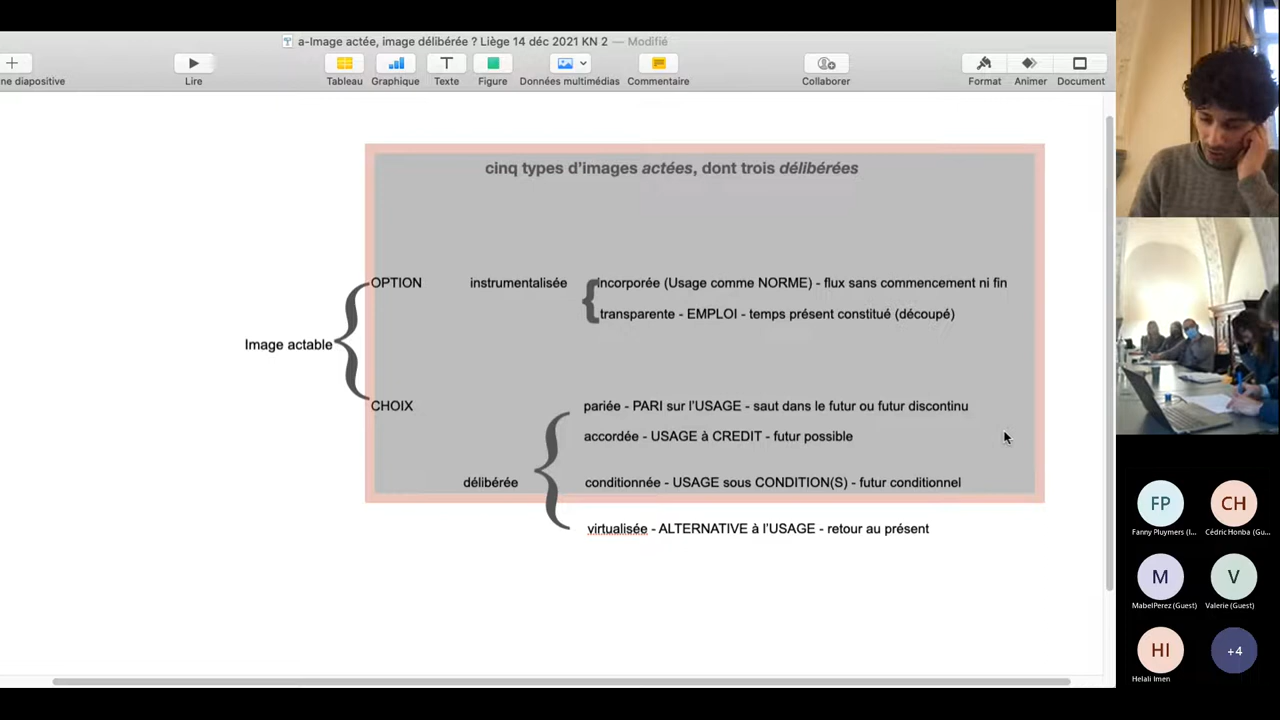 a-Image actée, image délibérée ? Liège 14 déc 2021 KN 2 — Modifié
ne diapositive
Lire
Tableau
Graphique
Texte
Figure
Données multimédias
Commentaire
Collaborer
Format
Animer
Document
cinq types d’images actées, dont trois délibérées
OPTION
instrumentalisée
incorporée (Usage comme NORME) - flux sans commencement ni fin
transparente - EMPLOI - temps présent constitué (découpé)
Image actable
CHOIX
pariée - PARI sur l’USAGE - saut dans le futur ou futur discontinu
accordée - USAGE à CREDIT - futur possible
délibérée
conditionnée - USAGE sous CONDITION(S) - futur conditionnel
virtualisée - ALTERNATIVE à l’USAGE - retour au présent
FP
CH
Fanny Pluymers (I...
Cédric Honba (Gu...
M
V
MabelPerez (Guest)
Valerie (Guest)
HI
+4
Helali Imen